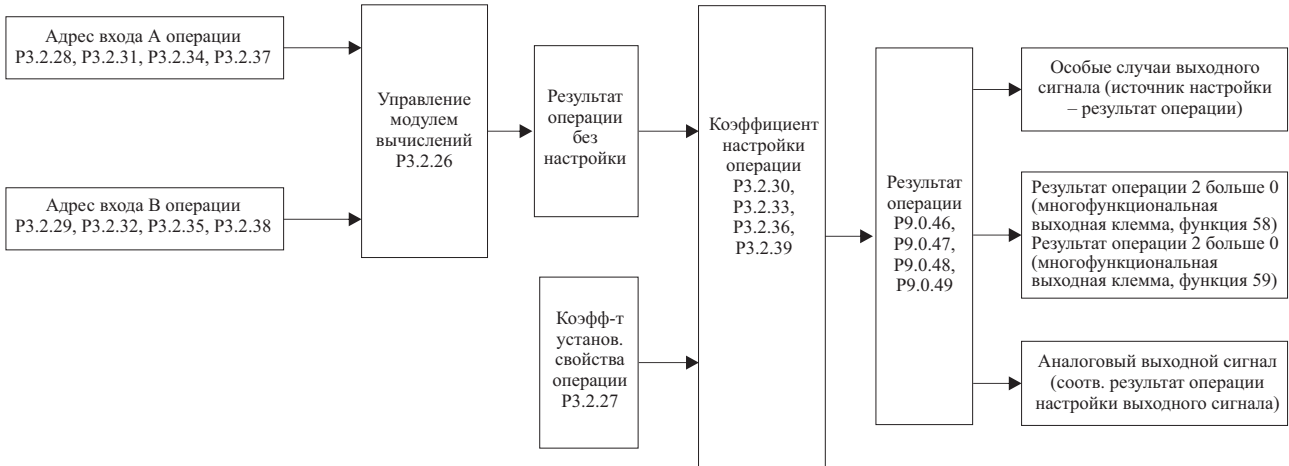 Адрес входа А операции
P3.2.28, P3.2.31, P3.2.34, P3.2.37
Адрес входа В операции
P3.2.29, P3.2.32, P3.2.35, P3.2.38
Управление
модулем
вычислений
P3.2.26
Результат
операции
без
настройки
Коэфф-т
установ.
свойства
операции
P3.2.27
Коэффициент
настройки
операции
P3.2.30,
P3.2.33,
P3.2.36,
P3.2.39
Результат
операции
P9.0.46,
P9.0.47,
P9.0.48,
P9.0.49
Особые случаи выходного
сигнала (источник настройки
– результат операции)
Результат операции 2 больше 0
(многофункциональная
выходная клемма, функция 58)
Результат операции 2 больше 0
(многофункциональная
выходная клемма, функция 59)
Аналоговый выходной сигнал
(соотв. результат операции
настройки выходного сигнала)